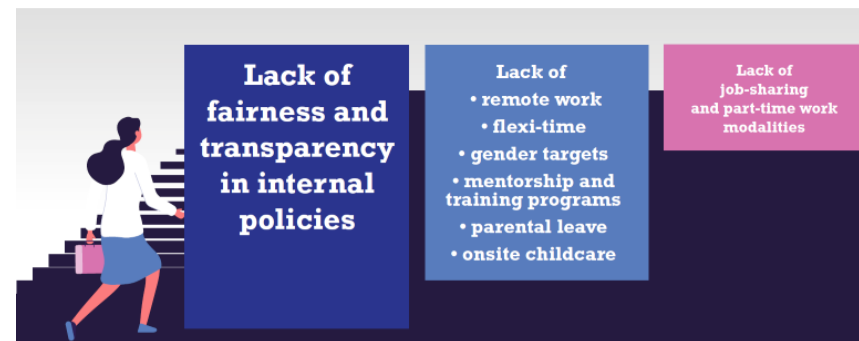 Lack of
fairness and
transparency
in internal
policies
Lack of
• remote work
• flexi-time
• gender targets
• mentorship and
training programs
• parental leave
• onsite childcare
Lack of
job-sharing
and part-time work
modalities